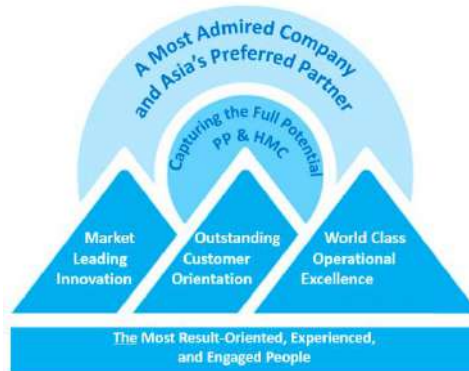 A Most Admired Company
and Asia's Preferred Partner
Capturing the Full Potential
PP & HMC
Market
Leading
Innovation
Outstanding
Customer
Orientation
World Class
Operational
Excellence
The Most Result-Oriented, Experienced,
and Engaged People